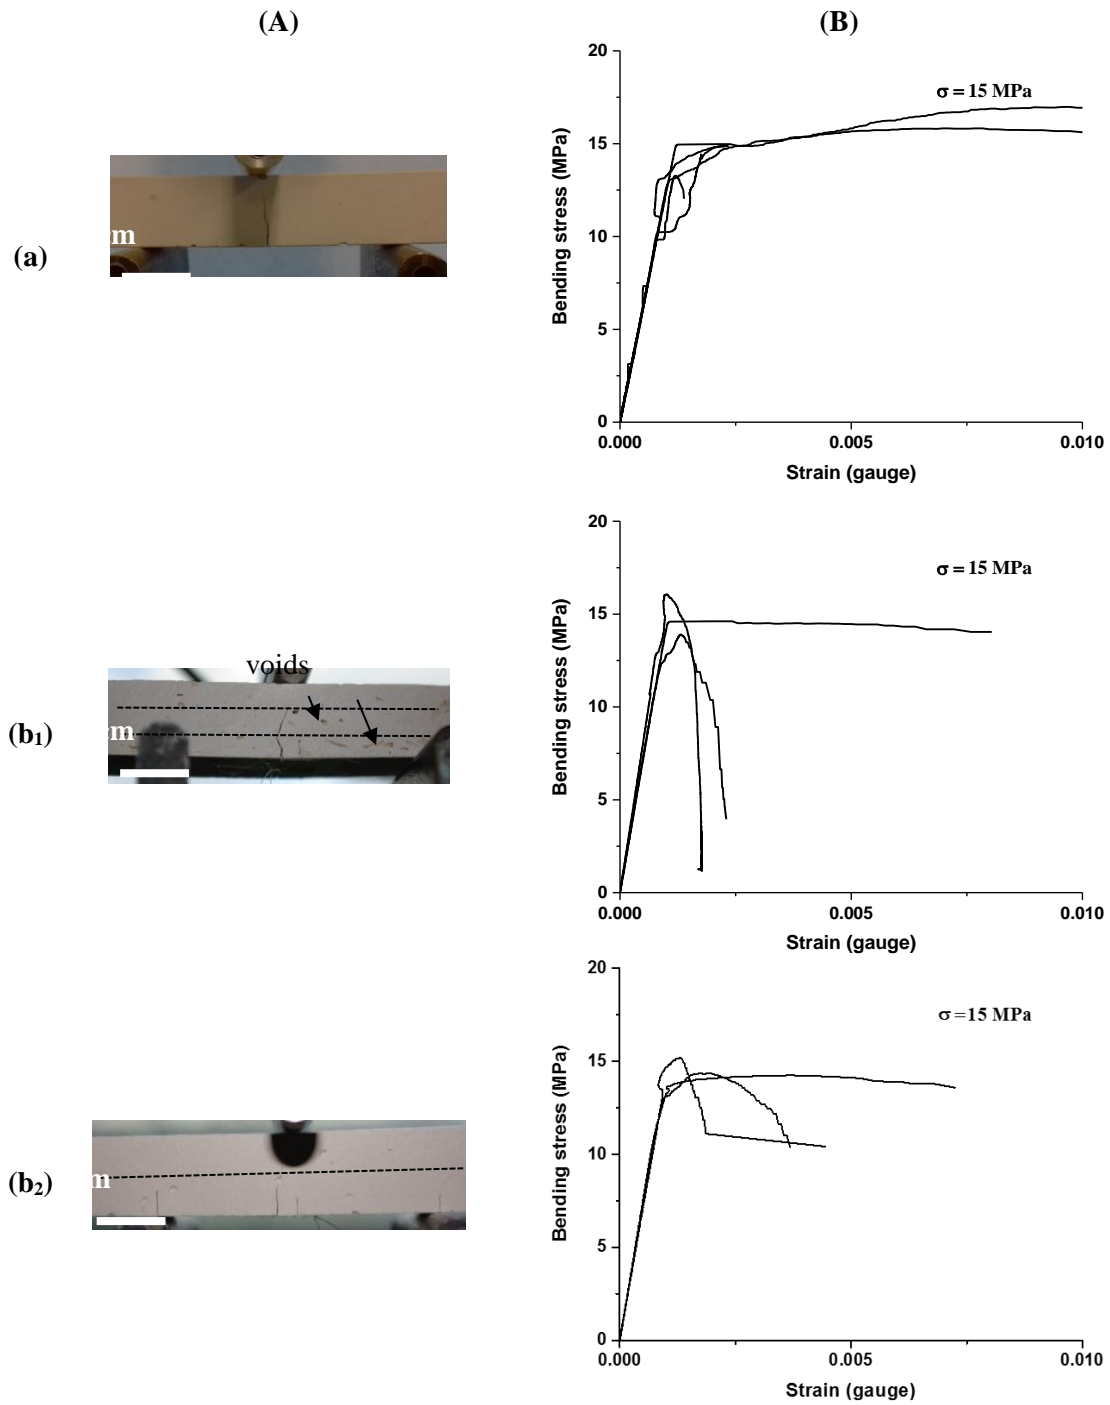 (A)
(B)
20
15
10
5
0
Bending stress (MPa)
σ = 15 MPa
0.000
0.005
0.010
Strain (gauge)
(a)
cm
20
15
10
5
0
Bending stress (MPa)
σ = 15 MPa
0.000
0.005
0.010
Strain (gauge)
(b1)
voids
cm
20
15
10
5
0
Bending stress (MPa)
σ =15 MPa
0.000
0.005
0.010
Strain (gauge)
(b2)
m